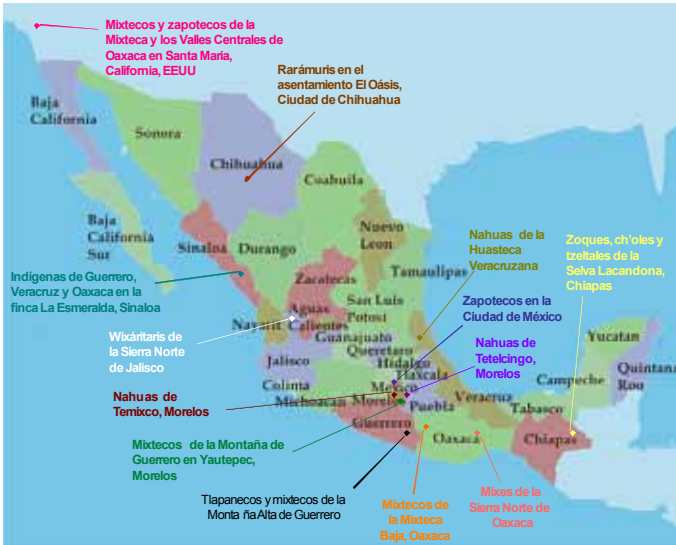 Mixtecos y zapotecos de la
Mixteca y los Valles Centrales de
Oaxaca en Santa Maria,
California, EEUU
Rarámuris en el
asentamiento El Oásis,
Ciudad de Chihuahua
Baja
California
Sonora
Chihuahua
Coahuila
Baja
California
Sur
Sinaloa
Durango
Nuevo
Leon
Tamaulipas
Zacatecas
San Luis
Potosi
Nahuas de la
Huasteca
Veracruzana
Zoques, ch'oles y
tzeltales de la
Selva Lacandona,
Chiapas
Indígenas de Guerrero,
Veracruz y Oaxaca en la
finca La Esmeralda, Sinaloa
Zapotecos en la
Ciudad de México
Nayarit
Aguas
Calientes
Guanajuato
Queretaro
Hidalgo
Tlaxcala
Wixáritaris de
la Sierra Norte
de Jalisco
Jalisco
Nahuas de
Tetelcingo,
Morelos
Yucatan
Quintana
Roo
Campeche
Colima
Michoacan
Mexico
Morelos
Puebla
Veracruz
Tabasco
Nahuas de
Temixco, Morelos
Guerrero
Oaxaca
Chiapas
Mixtecos de la Montaña de
Guerrero en Yautepec,
Morelos
Tlapanecos y mixtecos de la
Monta ñaAlta de Guerrero
Mixtecos de
la Mixteca
Baja, Oaxaca
Mixes de la
Sierra Norte de
Oaxaca